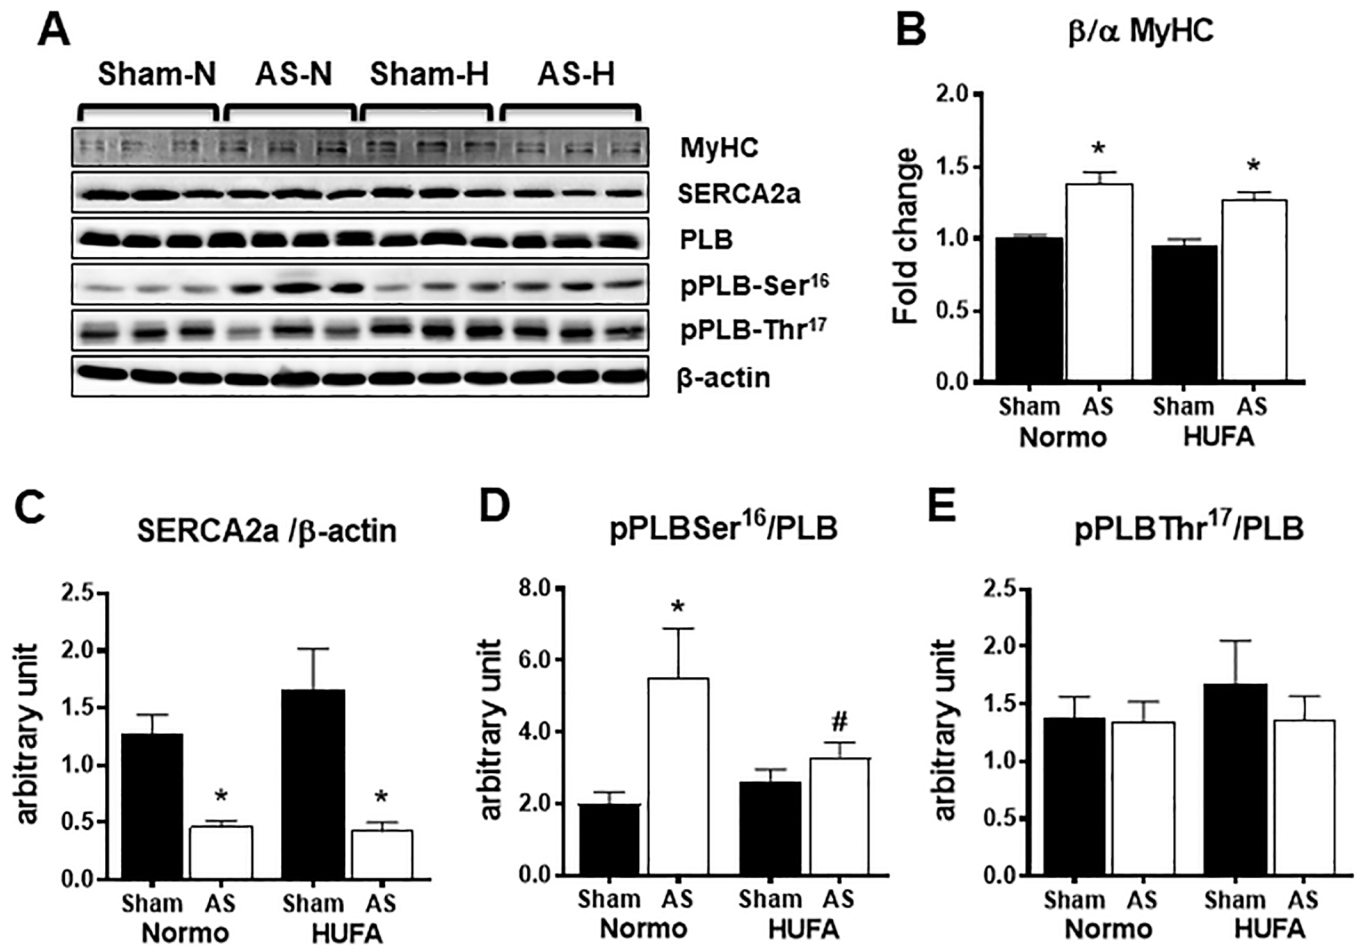 A
Sham-N AS-N Sham-H AS-H
MyHC
SERCA2a
PLB
pPLB-Ser¹⁶
pPLB-Thr¹⁷
β-actin
B
β/α MyHC
Fold change
2.0
1.5
1.0
0.5
0.0
*
*
Sham AS Sham AS
Normo HUFA
C
SERCA2a /β-actin
arbitrary unit
2.5
2.0
1.5
1.0
0.5
0.0
*
*
Sham AS Sham AS
Normo HUFA
D
pPLBSer¹⁶/PLB
arbitrary unit
8.0
6.0
4.0
2.0
0.0
*
#
Sham AS Sham AS
Normo HUFA
E
pPLBThr¹⁷/PLB
arbitrary unit
2.5
2.0
1.5
1.0
0.5
0.0
Sham AS Sham AS
Normo HUFA